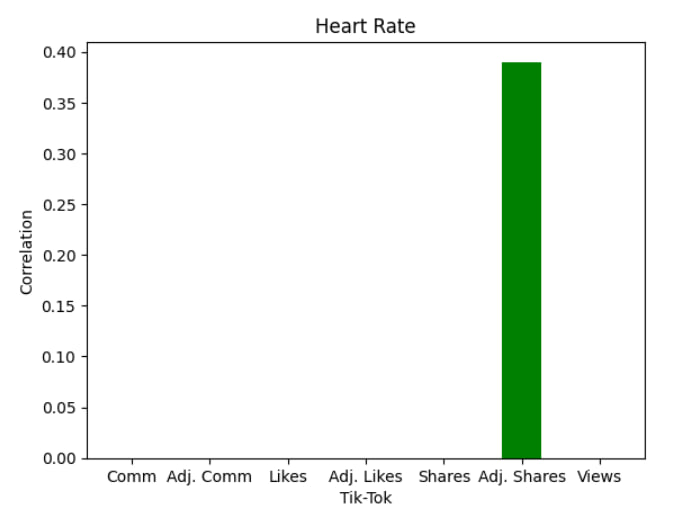 Heart Rate
0.40
0.35
0.30
0.25
0.20
0.15
0.10
0.05
0.00
Correlation
Comm Adj. Comm Likes Adj. Likes Shares Adj. Shares Views
Tik-Tok